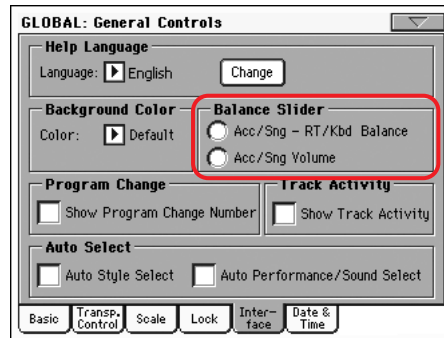 GLOBAL: General Controls
Help Language
Language: English Change
Background Color
Color: Default
Balance Slider
Acc/Sng - RT/Kbd Balance
Acc/Sng Volume
Program Change
Show Program Change Number
Track Activity
Show Track Activity
Auto Select
Auto Style Select Auto Performance/Sound Select
Basic
Transp.
Control
Scale
Lock
Inter-
face
Date &
Time